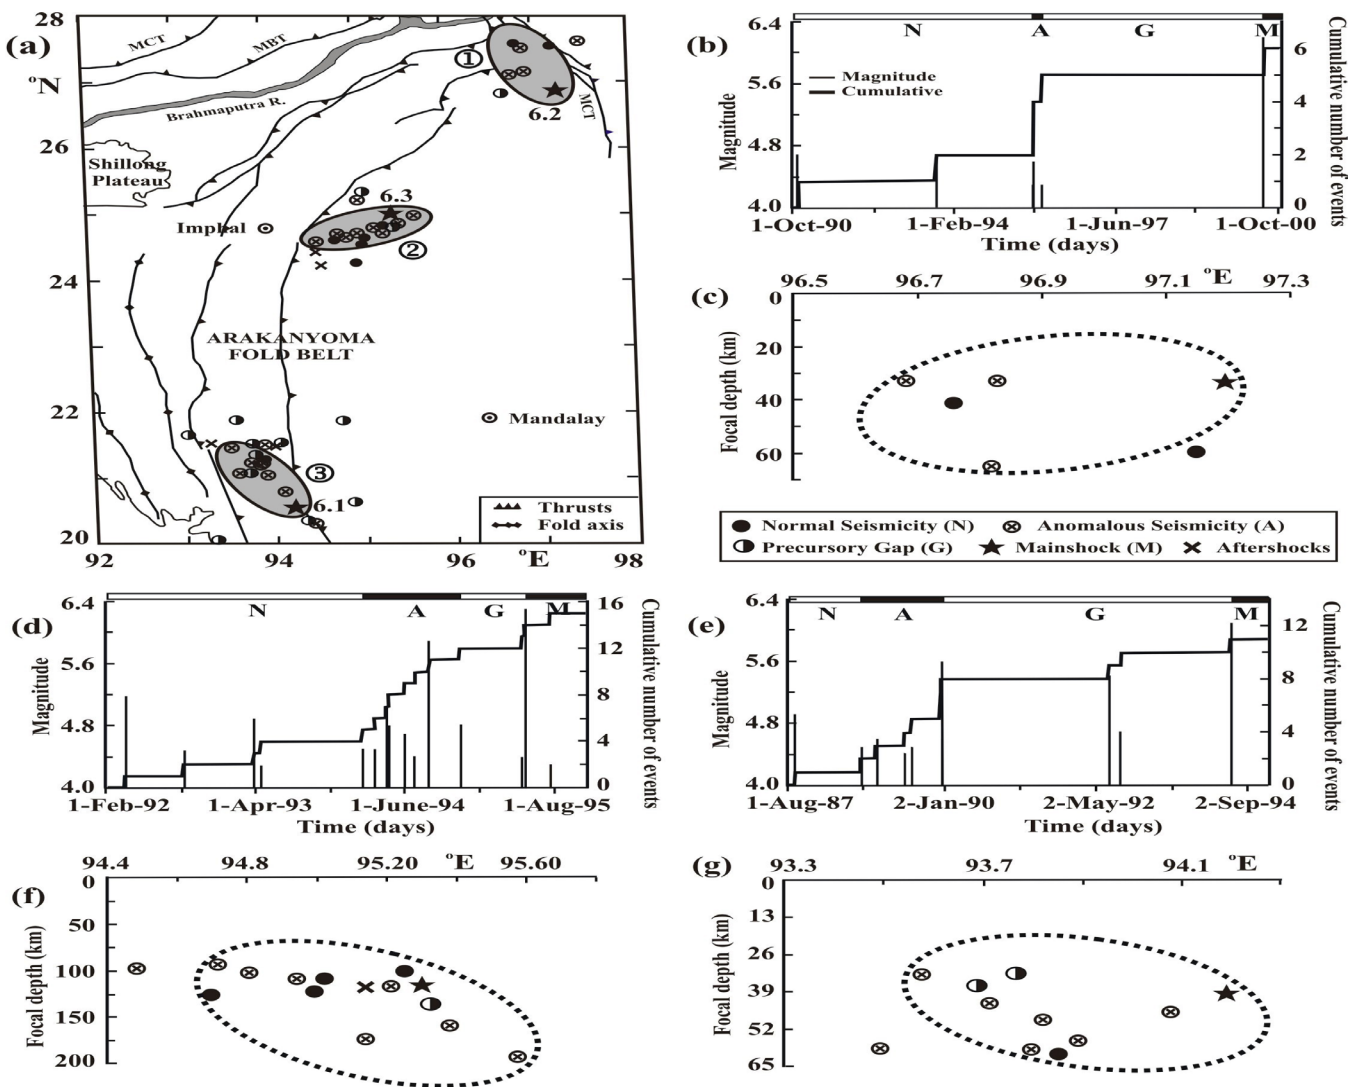 (a)
28
°N
26
24
22
20
92
94
96
°E
98
MCT
MBT
Brahmaputra R.
MCT
①
6.2
Shillong
Plateau
Imphal
6.3
②
ARAKANYOMA
FOLD BELT
Mandalay
③
6.1
Thrusts
Fold axis
(b)
N A G M
6.4
5.6
4.8
4.0
Magnitude
Magnitude
Cumulative
6
4
2
0
Cumulative number of events
1-Oct-90 1-Feb-94 1-Jun-97 1-Oct-00
Time (days)
(c)
96.5 96.7 96.9 97.1 °E 97.3
0
20
40
60
Focal depth (km)
Normal Seismicity (N) Anomalous Seismicity (A)
Precursory Gap (G) Mainshock (M) Aftershocks
(d)
N A G M
6.4
5.6
4.8
4.0
Magnitude
16
12
8
4
0
Cumulative number of events
1-Feb-92 1-Apr-93 1-June-94 1-Aug-95
Time (days)
(e)
N A G M
6.4
5.6
4.8
4.0
Magnitude
12
8
4
0
Cumulative number of events
1-Aug-87 2-Jan-90 2-May-92 2-Sep-94
Time (days)
(f)
94.4 94.8 95.20 °E 95.60
0
50
100
150
200
Focal depth (km)
(g)
93.3 93.7 94.1 °E
0
13
26
39
52
65
Focal depth (km)